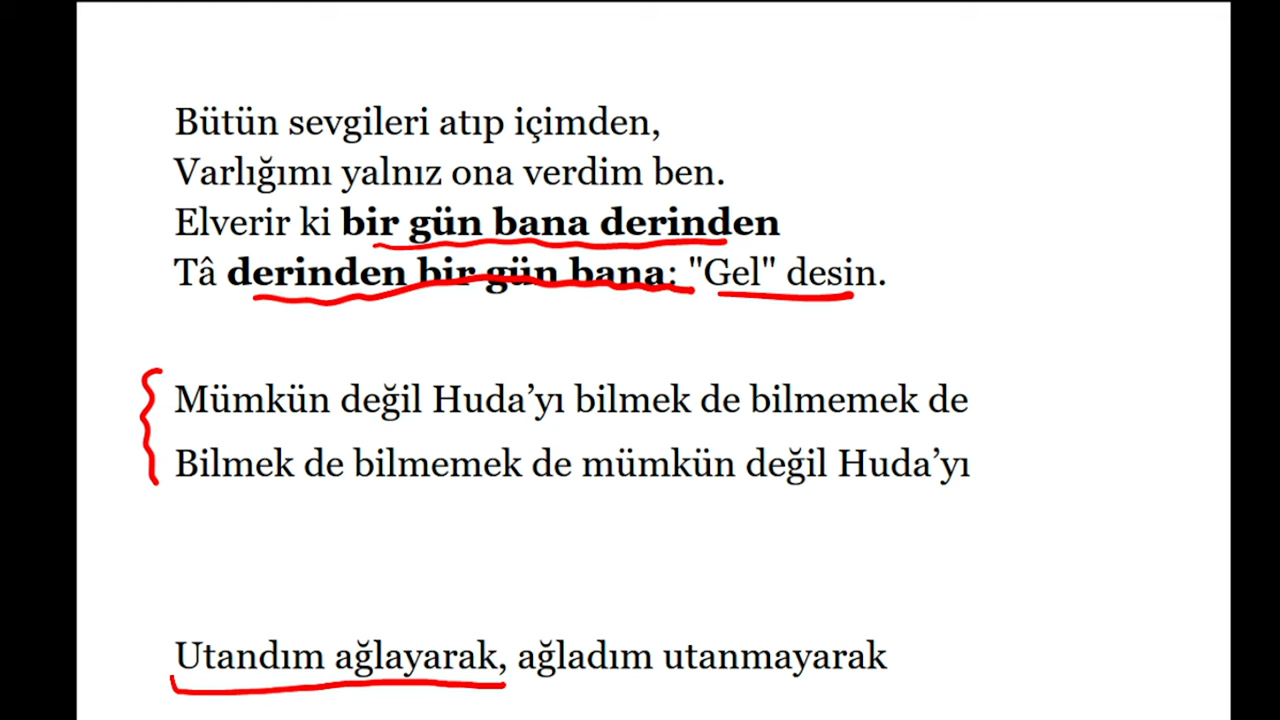 Bütün sevgileri atıp içimden,
Varlığımı yalnız ona verdim ben.
Elverir ki bir gün bana derinden
Tâ derinden bir gün bana: "Gel" desin.
Mümkün değil Huda’yı bilmek de bilmemek de
Bilmek de bilmemek de mümkün değil Huda’yı
Utandım ağlayarak, ağladım utanmayarak